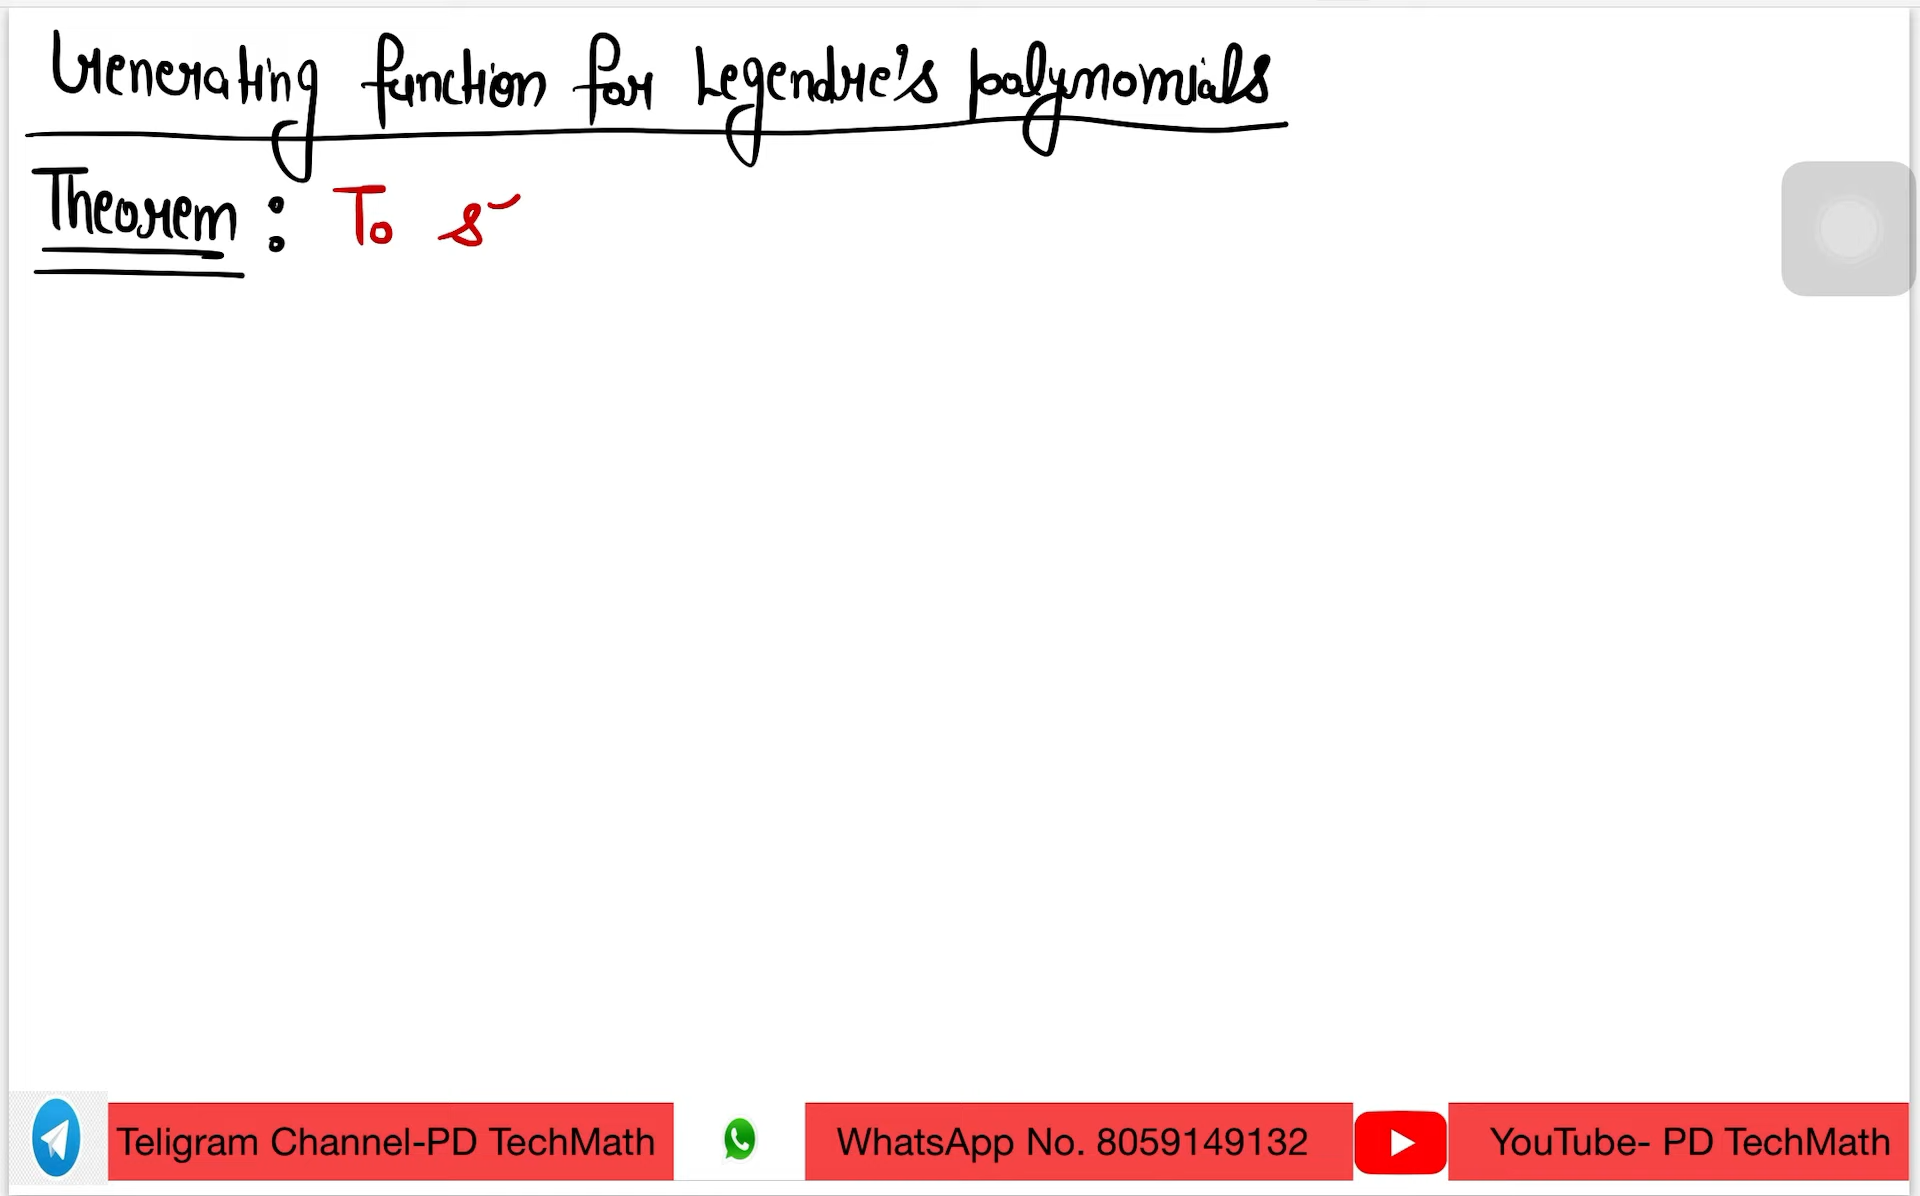 Generating function for Legendre's polynomials
Theorem : To s
Teligram Channel-PD TechMath
WhatsApp No. 8059149132
YouTube- PD TechMath